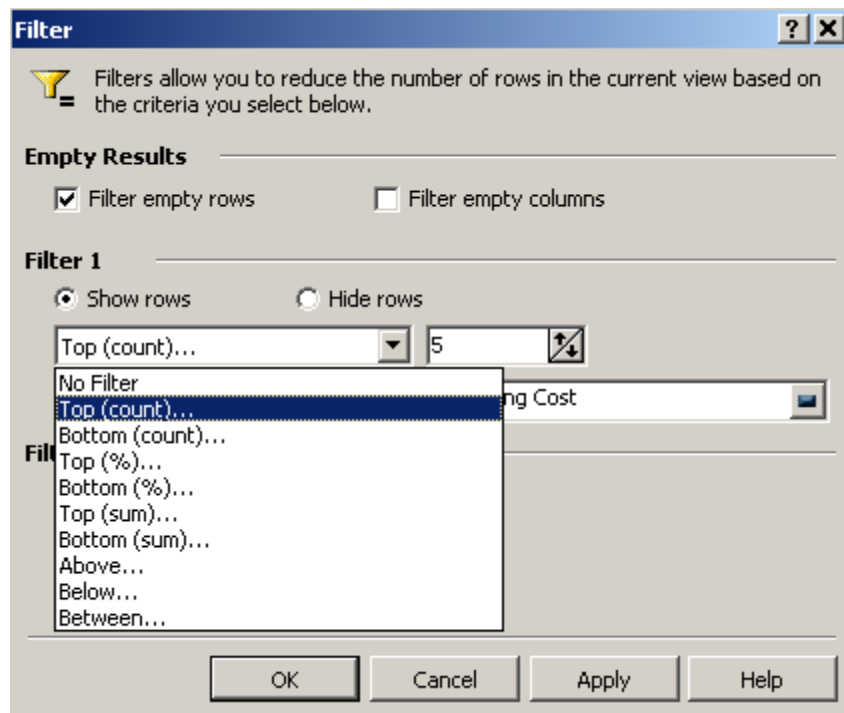 Filter
Filters allow you to reduce the number of rows in the current view based on
the criteria you select below.
Empty Results
Filter empty rows Filter empty columns
Filter 1
Show rows Hide rows
Top (count)... 5
No Filter
Top (count)... Cost
Bottom (count)...
Top (%)...
Bottom (%)...
Top (sum)...
Bottom (sum)...
Above...
Below...
Between...
OK Cancel Apply Help